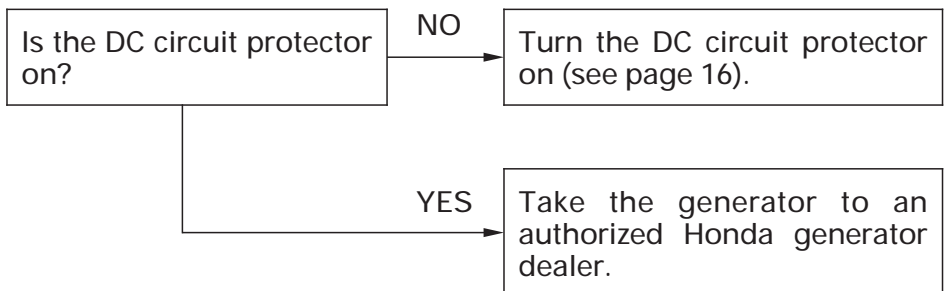 Is the DC circuit protector
on?
NO
Turn the DC circuit protector
on (see page 16).
YES
Take the generator to an
authorized Honda generator
dealer.